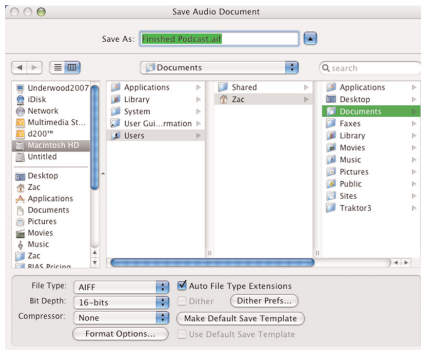 Save Audio Document
Save As: Finished Podcast.aif
Documents
search
Underwood2007
iDisk
Network
Multimedia St...
d200™
Macintosh HD
Untitled
Desktop
Zac
Applications
Documents
Pictures
Movies
Music
Zac
BIAS Pricing
Applications
Library
System
User Gui...rmation
Users
Shared
Zac
Applications
Desktop
Documents
Faxes
Library
Movies
Music
Pictures
Public
Sites
Traktor3
File Type: AIFF
Bit Depth: 16-bits
Compressor: None
Format Options...
Auto File Type Extensions
Dither Dither Prefs...
Make Default Save Template
Use Default Save Template